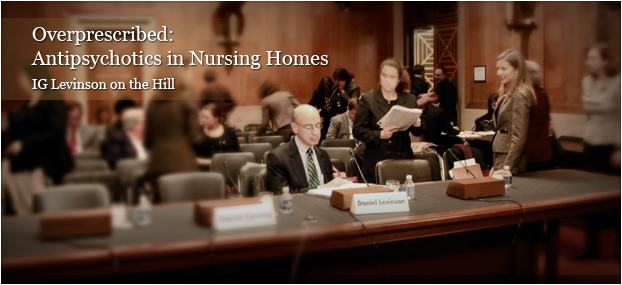 Overprescribed:
Antipsychotics in Nursing Homes
IG Levinson on the Hill
Daniel Levinson